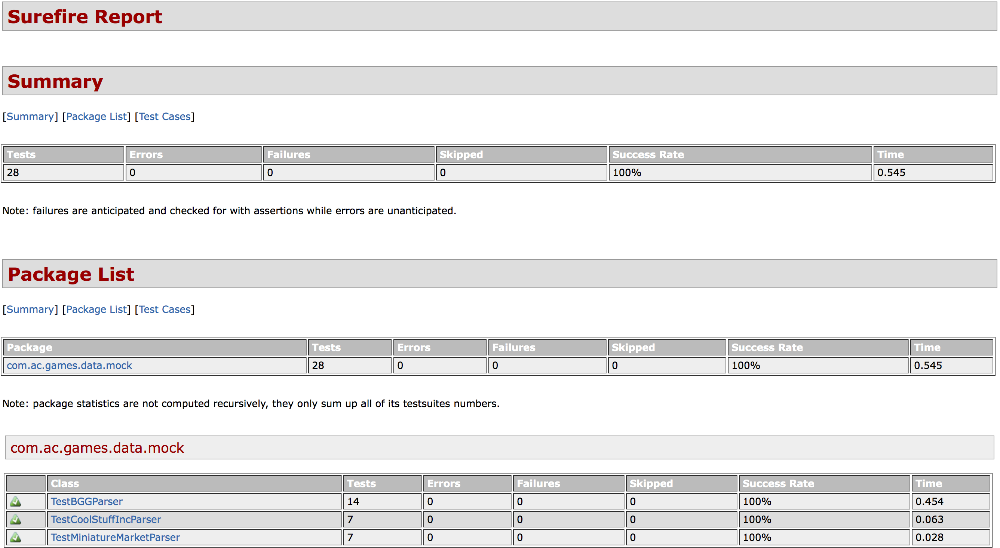 Surefire Report
Summary
[Summary] [Package List] [Test Cases]
Tests Errors Failures Skipped Success Rate Time
28 0 0 0 100% 0.545
Note: failures are anticipated and checked for with assertions while errors are unanticipated.
Package List
[Summary] [Package List] [Test Cases]
Package Tests Errors Failures Skipped Success Rate Time
com.ac.games.data.mock 28 0 0 0 100% 0.545
Note: package statistics are not computed recursively, they only sum up all of its testsuites numbers.
com.ac.games.data.mock
Class Tests Errors Failures Skipped Success Rate Time
TestBGGParser 14 0 0 0 100% 0.454
TestCoolStuffIncParser 7 0 0 0 100% 0.063
TestMiniatureMarketParser 7 0 0 0 100% 0.028